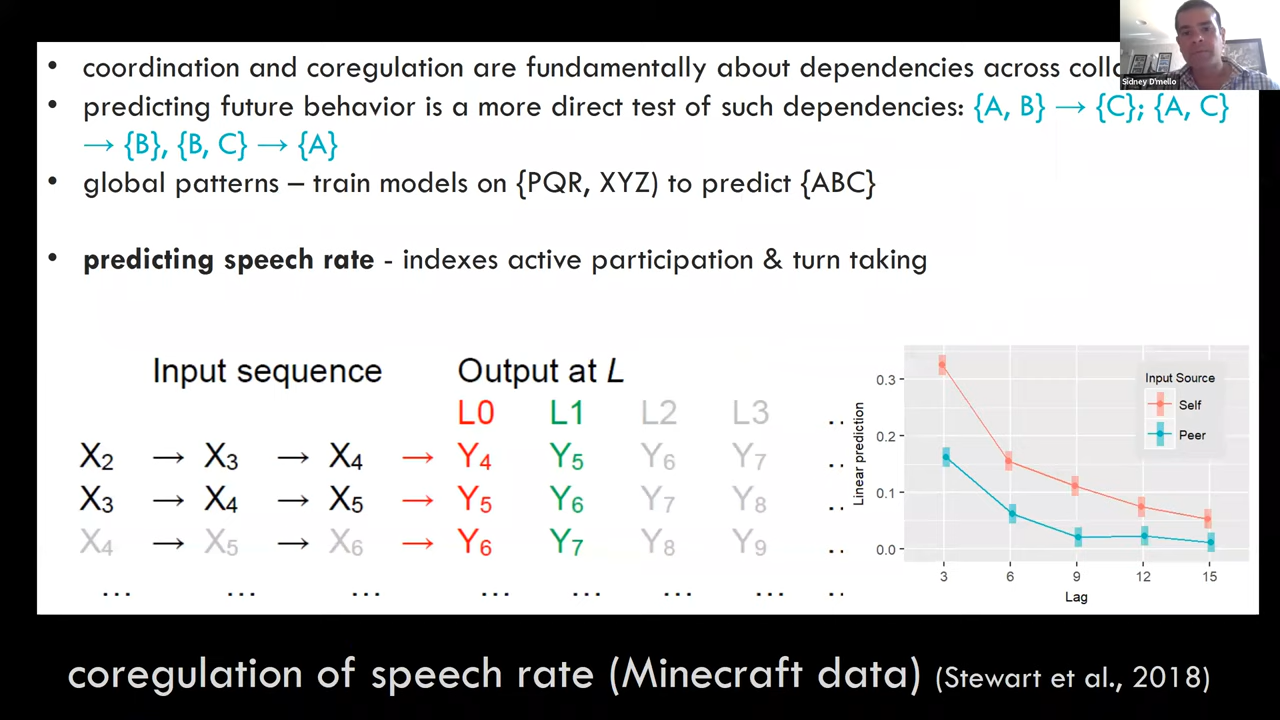 • coordination and coregulation are fundamentally about dependencies across
Sidney D'mello
• predicting future behavior is a more direct test of such dependencies: {A, B} → {C}; {A, C}
→ {B}, {B, C} → {A}
• global patterns – train models on {PQR, XYZ) to predict {ABC}
• predicting speech rate - indexes active participation & turn taking
Input sequence → Output at L
L0 L1 L2 L3 ..
X2 → X3 → X4 → Y4 Y5 Y6 Y7 ..
X3 → X4 → X5 → Y5 Y6 Y7 Y8 ..
X4 → X5 → X6 → Y6 Y7 Y8 Y9 ..
... ... ... ... ... ... ... ..
Linear prediction
0.3
0.2
0.1
0.0
3 6 9 12 15
Lag
Input Source
Self
Peer
coregulation of speech rate (Minecraft data) (Stewart et al., 2018)